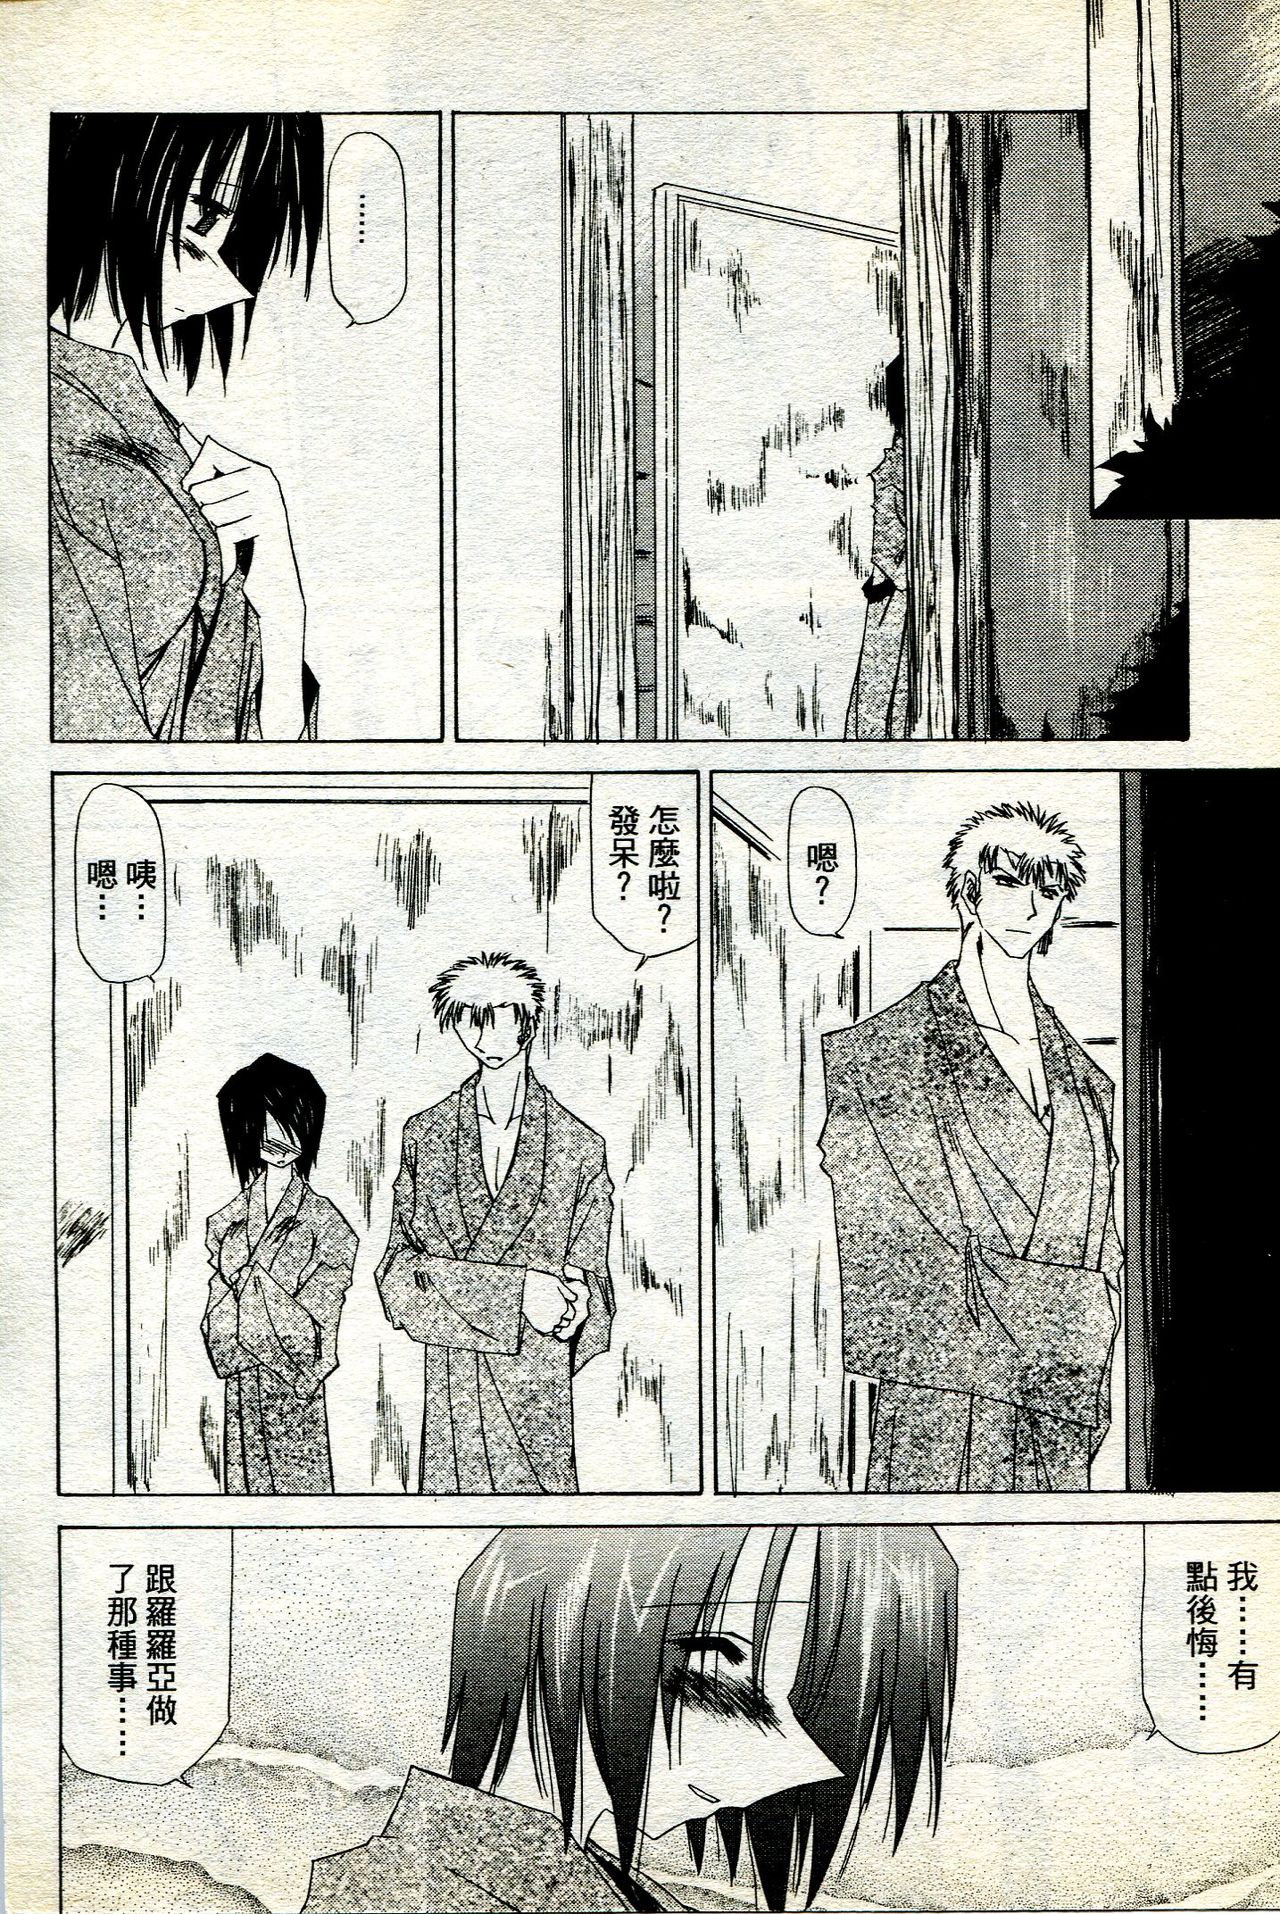 ……
嗯？
怎麼啦？
發呆？
咦…
嗯…
我……有
點後悔……
跟羅羅亞做
了那種事……